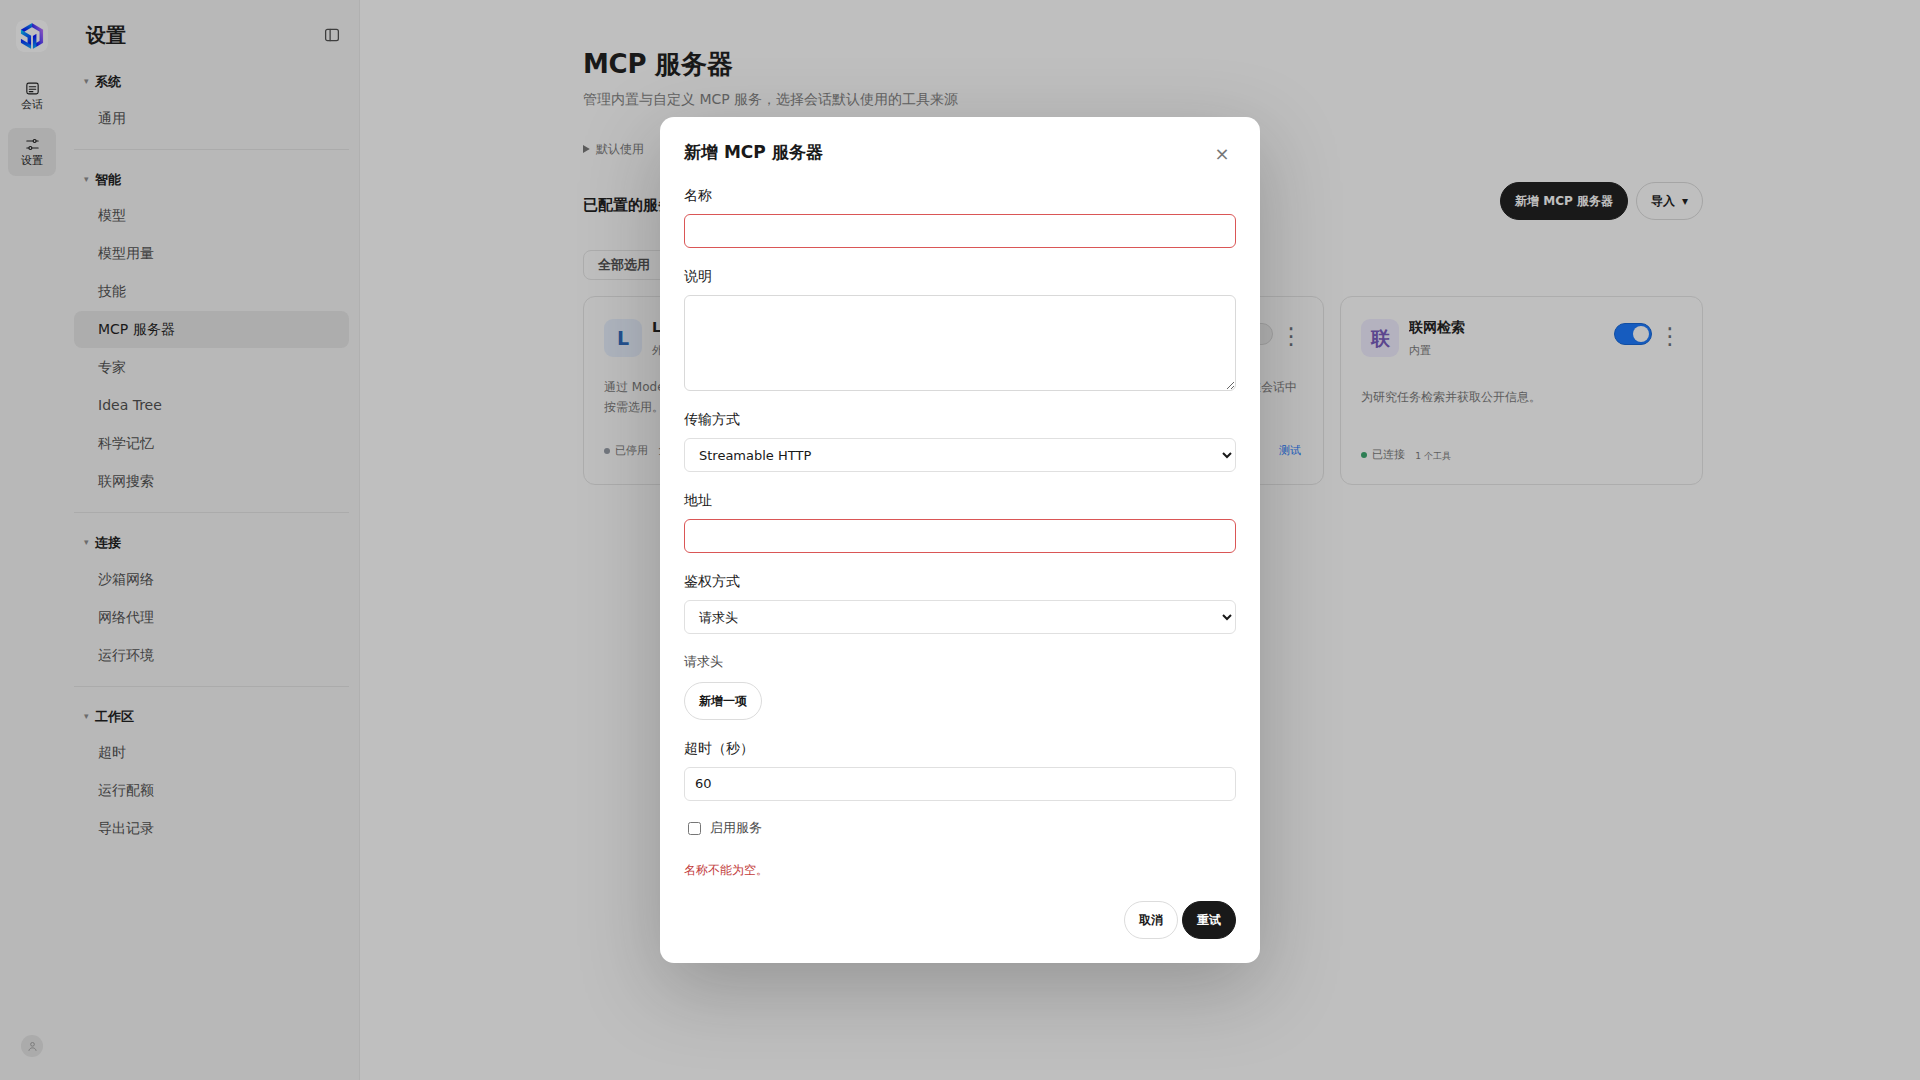 设置
会话
设置
系统
通用
智能
模型
模型用量
技能
MCP 服务器
专家
Idea Tree
科学记忆
联网搜索
连接
沙箱网络
网络代理
运行环境
工作区
超时
运行配额
导出记录
MCP 服务器
管理内置与自定义 MCP 服务，选择会话默认使用的工具来源
默认使用
已配置的服务
新增 MCP 服务器
导入
全部选用
L
通过 Mode
会话中
按需选用。
已停用
测试
联
联网检索
内置
为研究任务检索并获取公开信息。
已连接 1 个工具
新增 MCP 服务器
名称
说明
传输方式
Streamable HTTP
地址
鉴权方式
请求头
请求头
新增一项
超时（秒）
60
启用服务
名称不能为空。
取消 重试